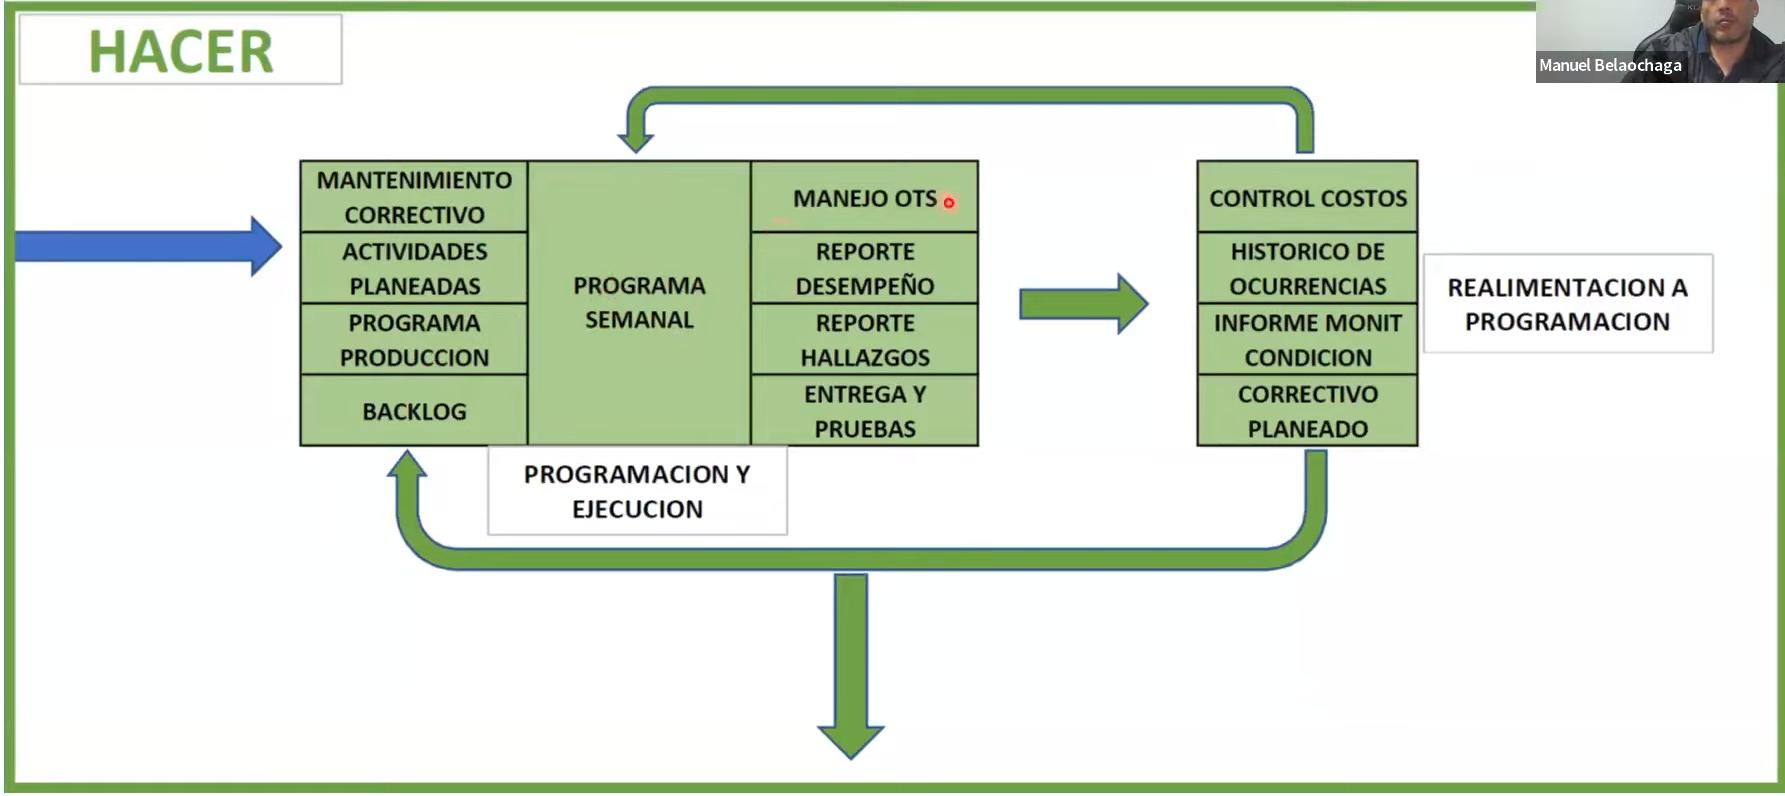 HACER
Manuel Belaochaga
MANTENIMIENTO
CORRECTIVO
ACTIVIDADES
PLANEADAS
PROGRAMA
PRODUCCION
BACKLOG
PROGRAMA
SEMANAL
MANEJO OTS
REPORTE
DESEMPEÑO
REPORTE
HALLAZGOS
ENTREGA Y
PRUEBAS
PROGRAMACION Y
EJECUCION
CONTROL COSTOS
HISTORICO DE
OCURRENCIAS
INFORME MONIT
CONDICION
CORRECTIVO
PLANEADO
REALIMENTACION A
PROGRAMACION